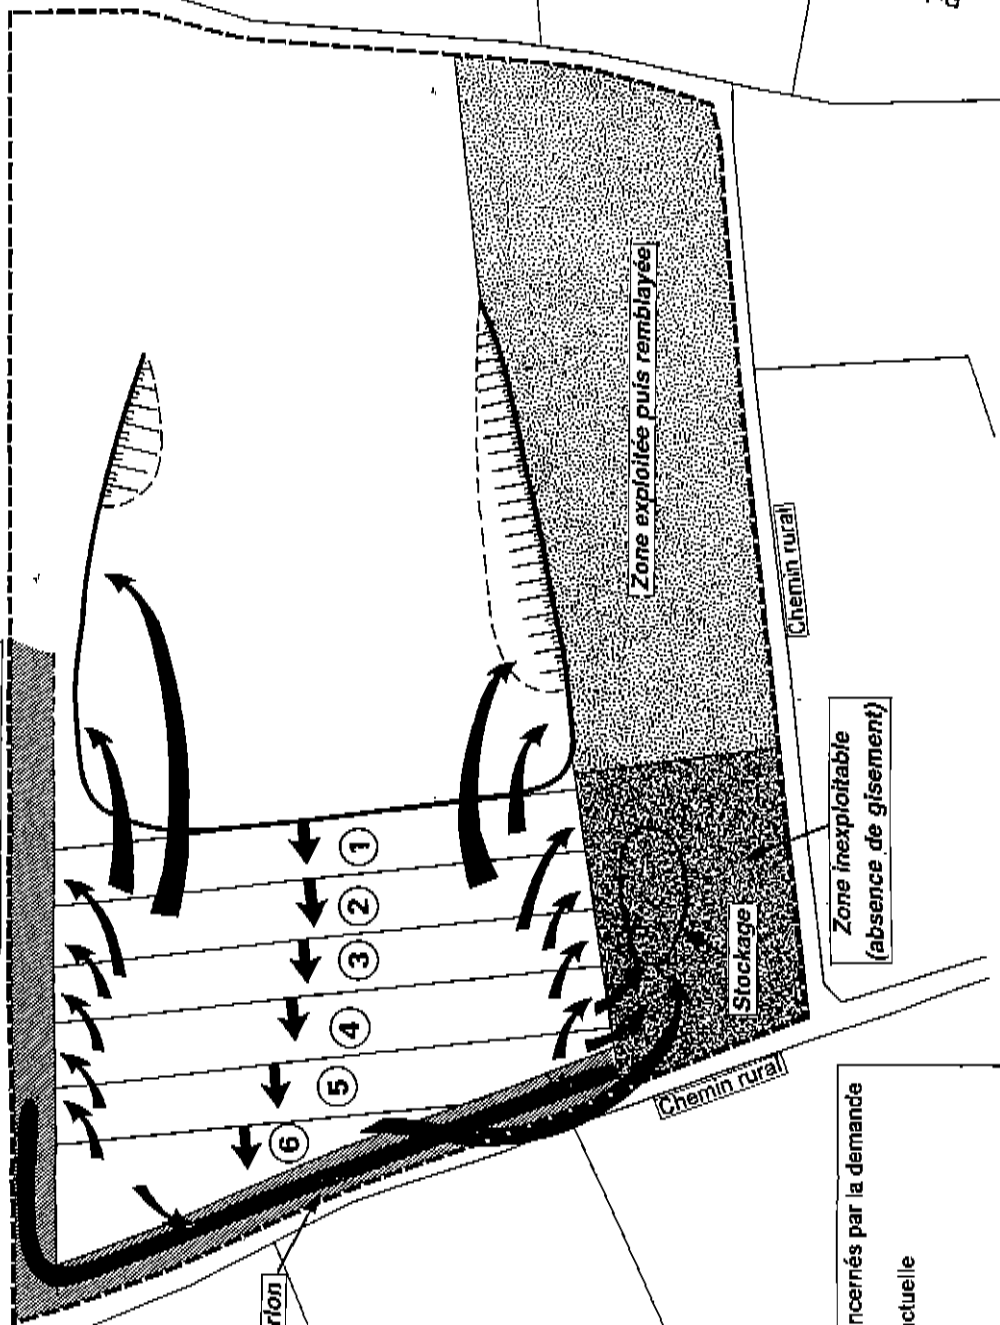 Zone exploitée puis remblayée
Chemin rural
Zone inexploitable
(absence de gisement)
Stockage
Chemin rural
1
2
3
4
5
6
rlon
ncernés par la demande
ctuelle